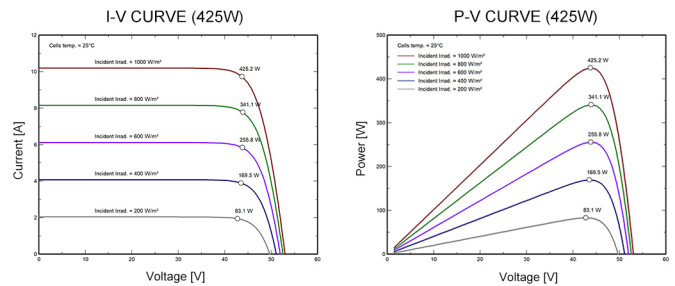 I-V CURVE (425W)
Cells temp. = 25°C
Incident Irrad. = 1000 W/m²
425.2 W
Incident Irrad. = 800 W/m²
341.1 W
Incident Irrad. = 600 W/m²
255.8 W
Incident Irrad. = 400 W/m²
169.5 W
Incident Irrad. = 200 W/m²
83.1 W
12
10
8
6
4
2
0
Current [A]
0 10 20 30 40 50 60
Voltage [V]
P-V CURVE (425W)
Cells temp. = 25°C
Incident Irrad. = 1000 W/m²
Incident Irrad. = 800 W/m²
Incident Irrad. = 600 W/m²
Incident Irrad. = 400 W/m²
Incident Irrad. = 200 W/m²
425.2 W
341.1 W
255.8 W
169.5 W
83.1 W
500
400
300
200
100
0
Power [W]
0 10 20 30 40 50 60
Voltage [V]